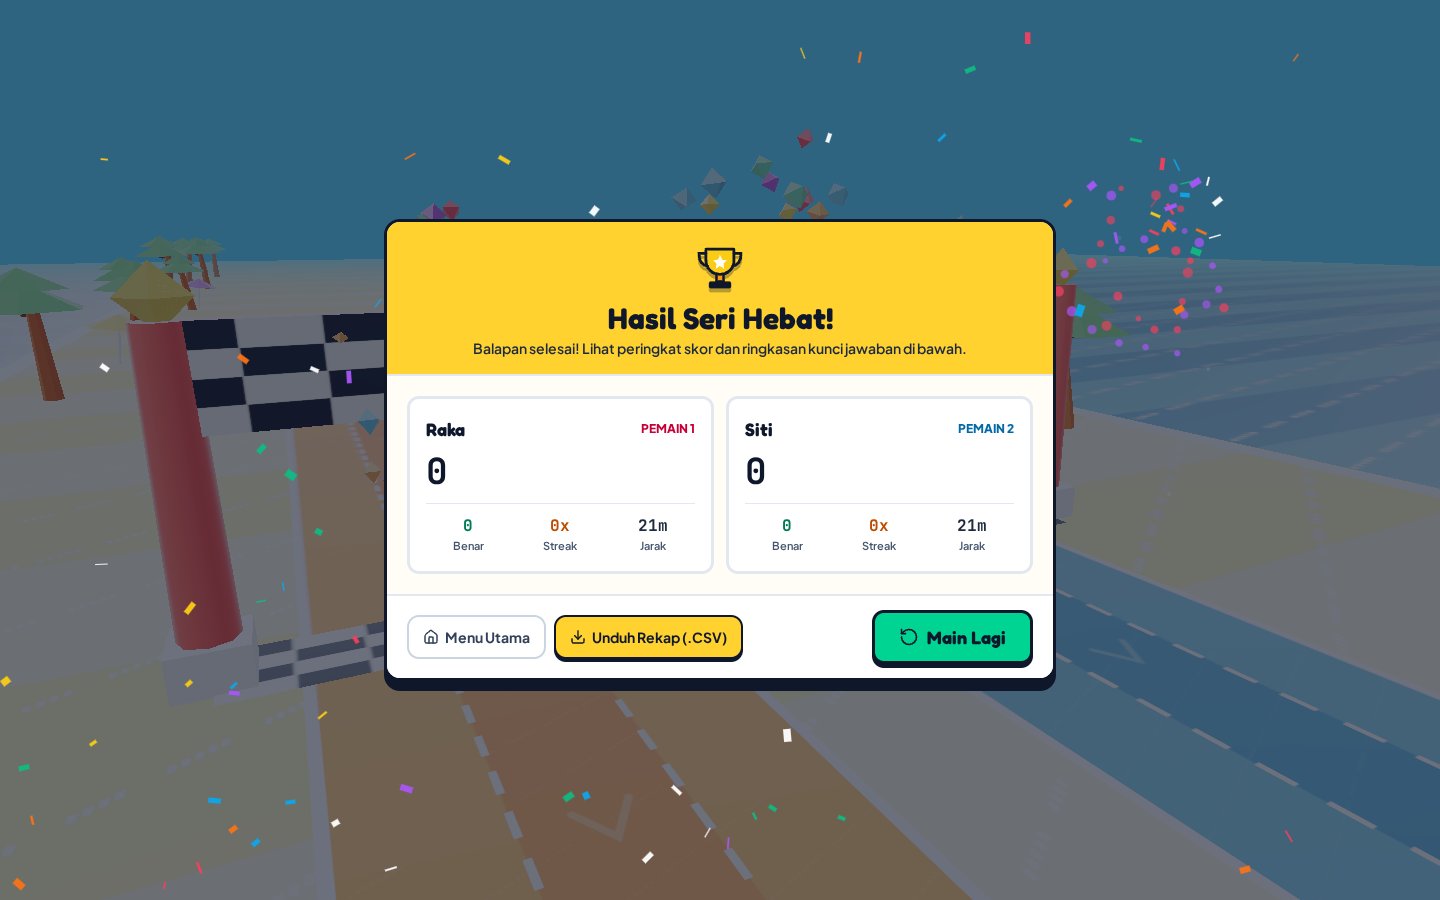 Hasil Seri Hebat!
Balapan selesai! Lihat peringkat skor dan ringkasan kunci jawaban di bawah.
Raka
PEMAIN 1
0
0
0x
21m
Benar
Streak
Jarak
Siti
PEMAIN 2
0
0
0x
21m
Benar
Streak
Jarak
Menu Utama
Unduh Rekap (.CSV)
Main Lagi